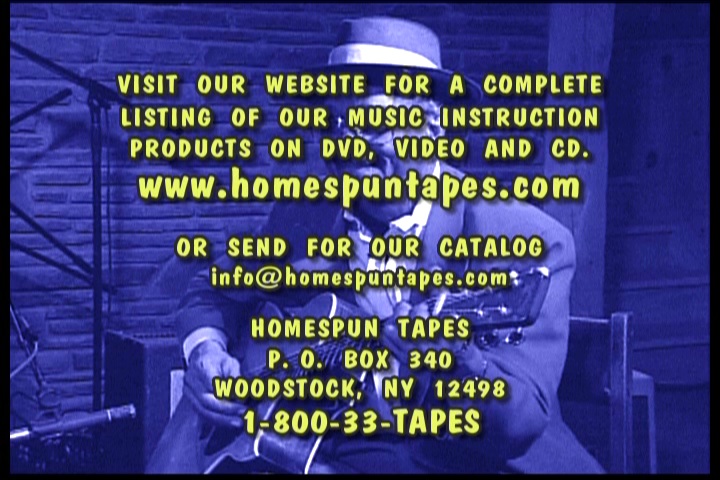 VISIT OUR WEBSITE FOR A COMPLETE
LISTING OF OUR MUSIC INSTRUCTION
PRODUCTS ON DVD, VIDEO AND CD.
www.homespuntapes.com
OR SEND FOR OUR CATALOG
info@homespuntapes.com
HOMESPUN TAPES
P. O. BOX 340
WOODSTOCK, NY 12498
1-800-33-TAPES